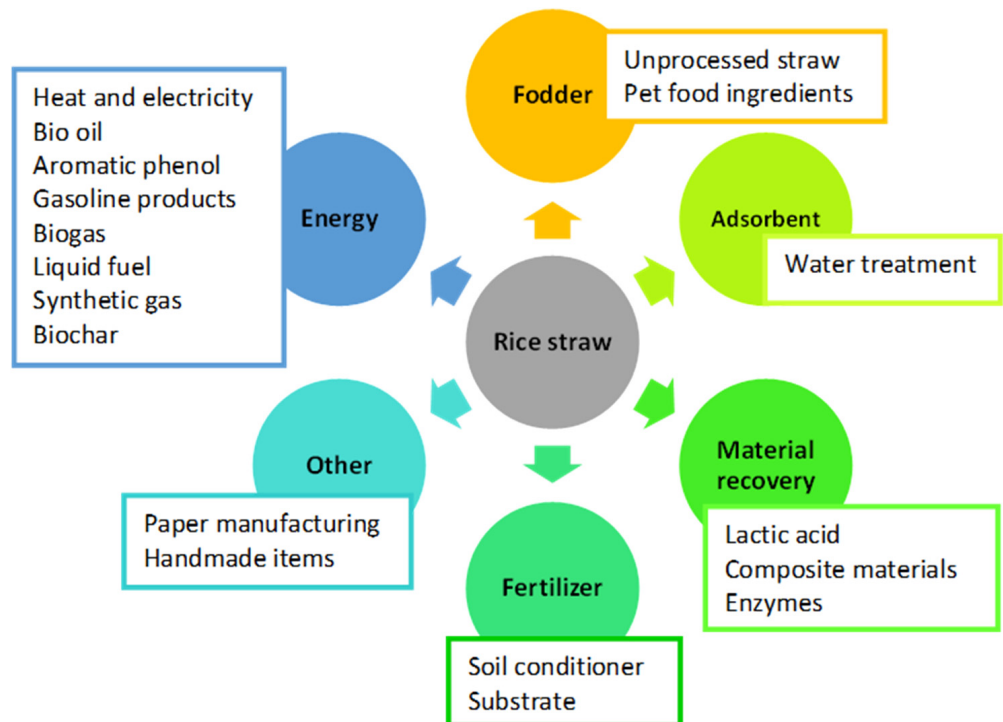 Fodder
Unprocessed straw
Pet food ingredients
Heat and electricity
Bio oil
Aromatic phenol
Gasoline products
Biogas
Liquid fuel
Synthetic gas
Biochar
Energy
Adsorbent
Water treatment
Rice straw
Other
Paper manufacturing
Handmade items
Material
recovery
Lactic acid
Composite materials
Enzymes
Fertilizer
Soil conditioner
Substrate